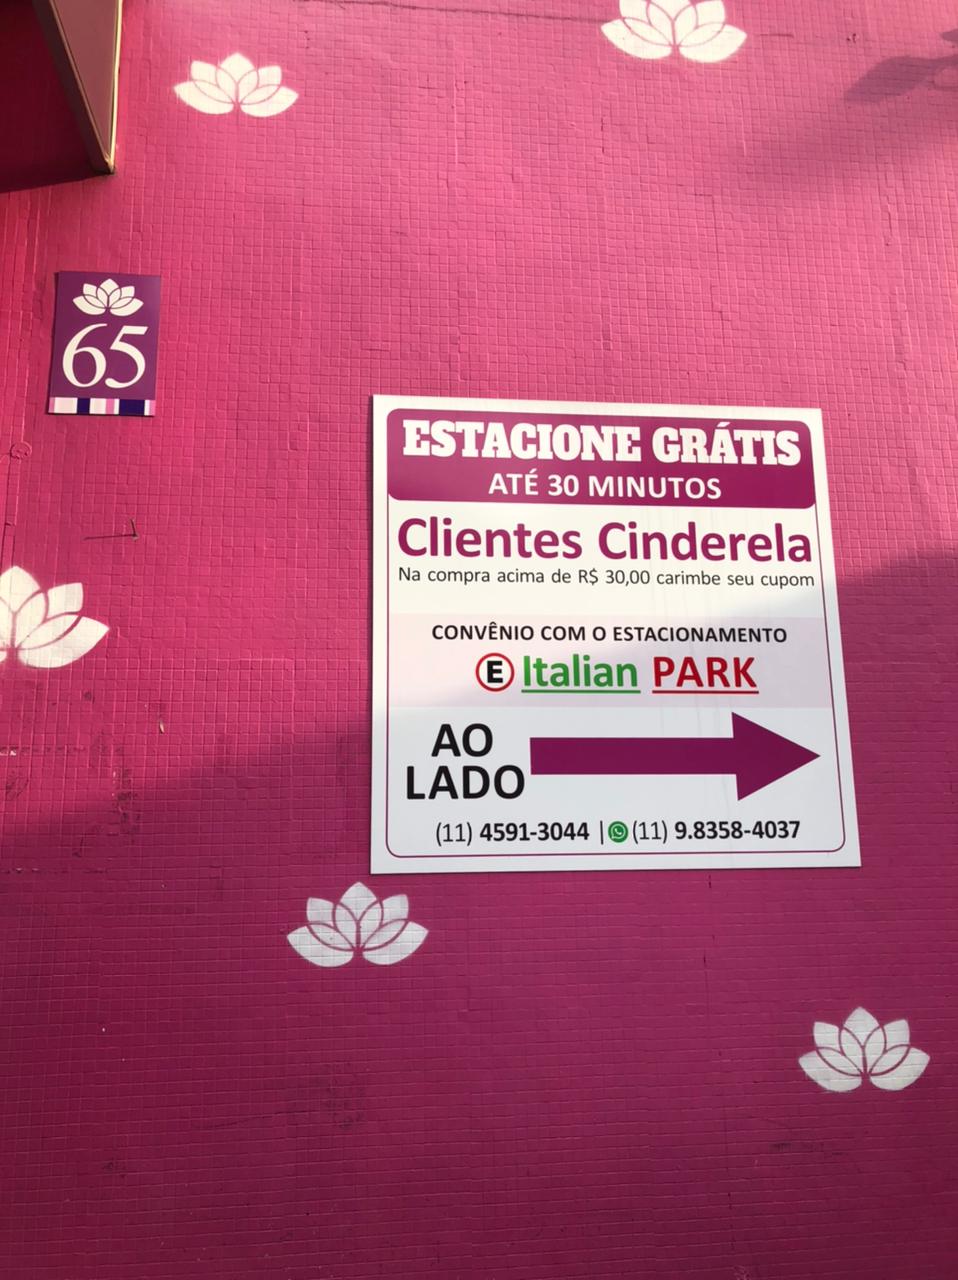 65
ESTACIONE GRÁTIS
ATÉ 30 MINUTOS
Clientes Cinderela
Na compra acima de R$ 30,00 carimbe seu cupom
CONVÊNIO COM O ESTACIONAMENTO
E Italian PARK
AO
LADO
(11) 4591-3044 | (11) 9.8358-4037